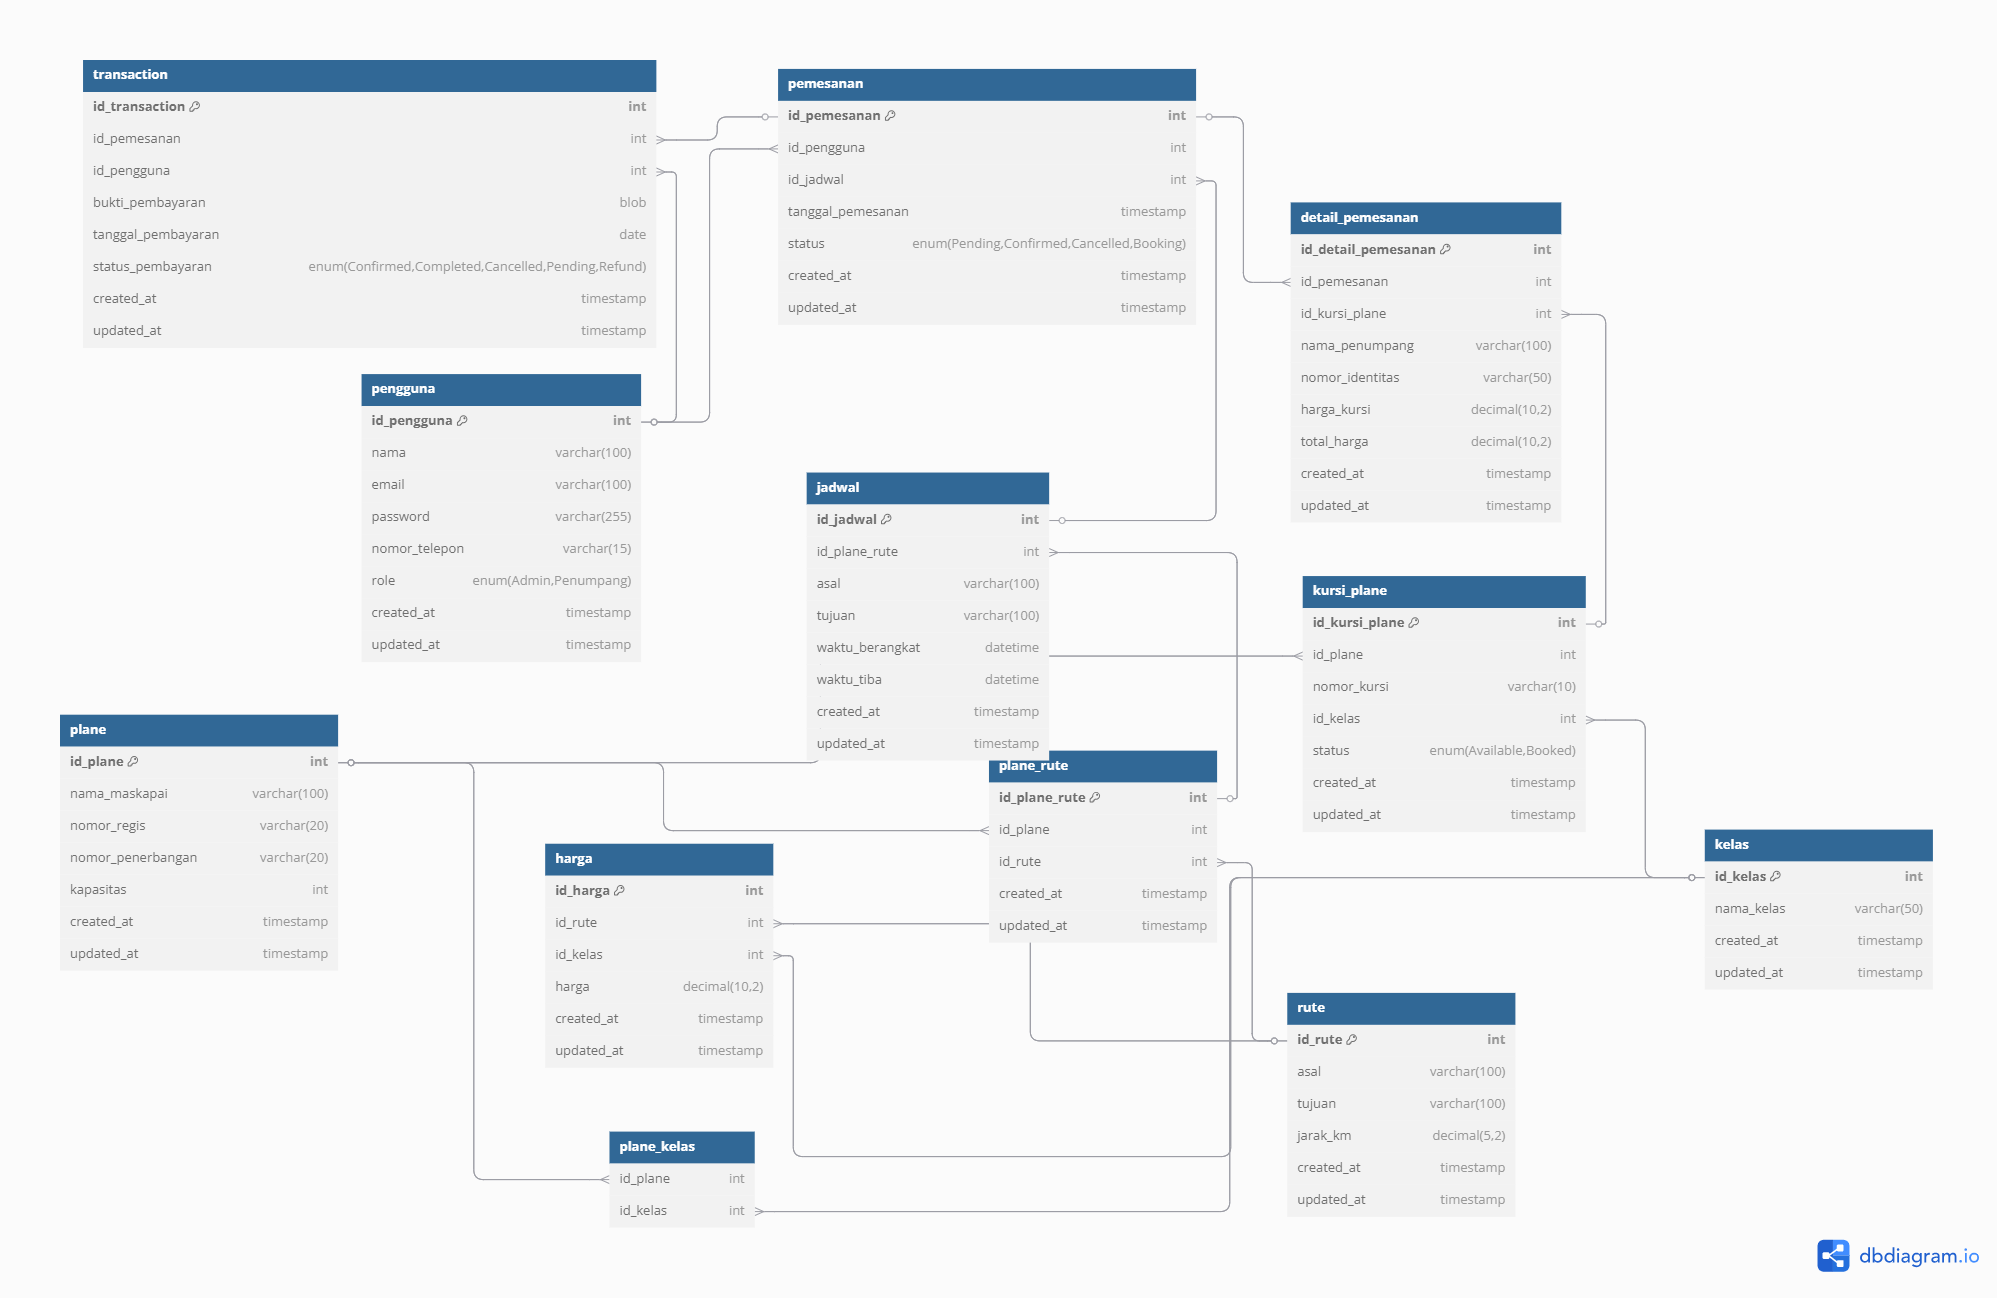 transaction
id_transaction int
id_pemesanan int
id_pengguna int
bukti_pembayaran blob
tanggal_pembayaran date
status_pembayaran enum(Confirmed,Completed,Cancelled,Pending,Refund)
created_at timestamp
updated_at timestamp
pemesanan
id_pemesanan int
id_pengguna int
id_jadwal int
tanggal_pemesanan timestamp
status enum(Pending,Confirmed,Cancelled,Booking)
created_at timestamp
updated_at timestamp
detail_pemesanan
id_detail_pemesanan int
id_pemesanan int
id_kursi_plane int
nama_penumpang varchar(100)
nomor_identitas varchar(50)
harga_kursi decimal(10,2)
total_harga decimal(10,2)
created_at timestamp
updated_at timestamp
pengguna
id_pengguna int
nama varchar(100)
email varchar(100)
password varchar(255)
nomor_telepon varchar(15)
role enum(Admin,Penumpang)
created_at timestamp
updated_at timestamp
jadwal
id_jadwal int
id_plane_rute int
asal varchar(100)
tujuan varchar(100)
waktu_berangkat datetime
waktu_tiba datetime
created_at timestamp
updated_at timestamp
kursi_plane
id_kursi_plane int
id_plane int
nomor_kursi varchar(10)
id_kelas int
status enum(Available,Booked)
created_at timestamp
updated_at timestamp
plane
id_plane int
nama_maskapai varchar(100)
nomor_regis varchar(20)
nomor_penerbangan varchar(20)
kapasitas int
created_at timestamp
updated_at timestamp
plane_rute
id_plane_rute int
id_plane int
id_rute int
created_at timestamp
updated_at timestamp
harga
id_harga int
id_rute int
id_kelas int
harga decimal(10,2)
created_at timestamp
updated_at timestamp
kelas
id_kelas int
nama_kelas varchar(50)
created_at timestamp
updated_at timestamp
rute
id_rute int
asal varchar(100)
tujuan varchar(100)
jarak_km decimal(5,2)
created_at timestamp
updated_at timestamp
plane_kelas
id_plane int
id_kelas int
dbdiagram.io